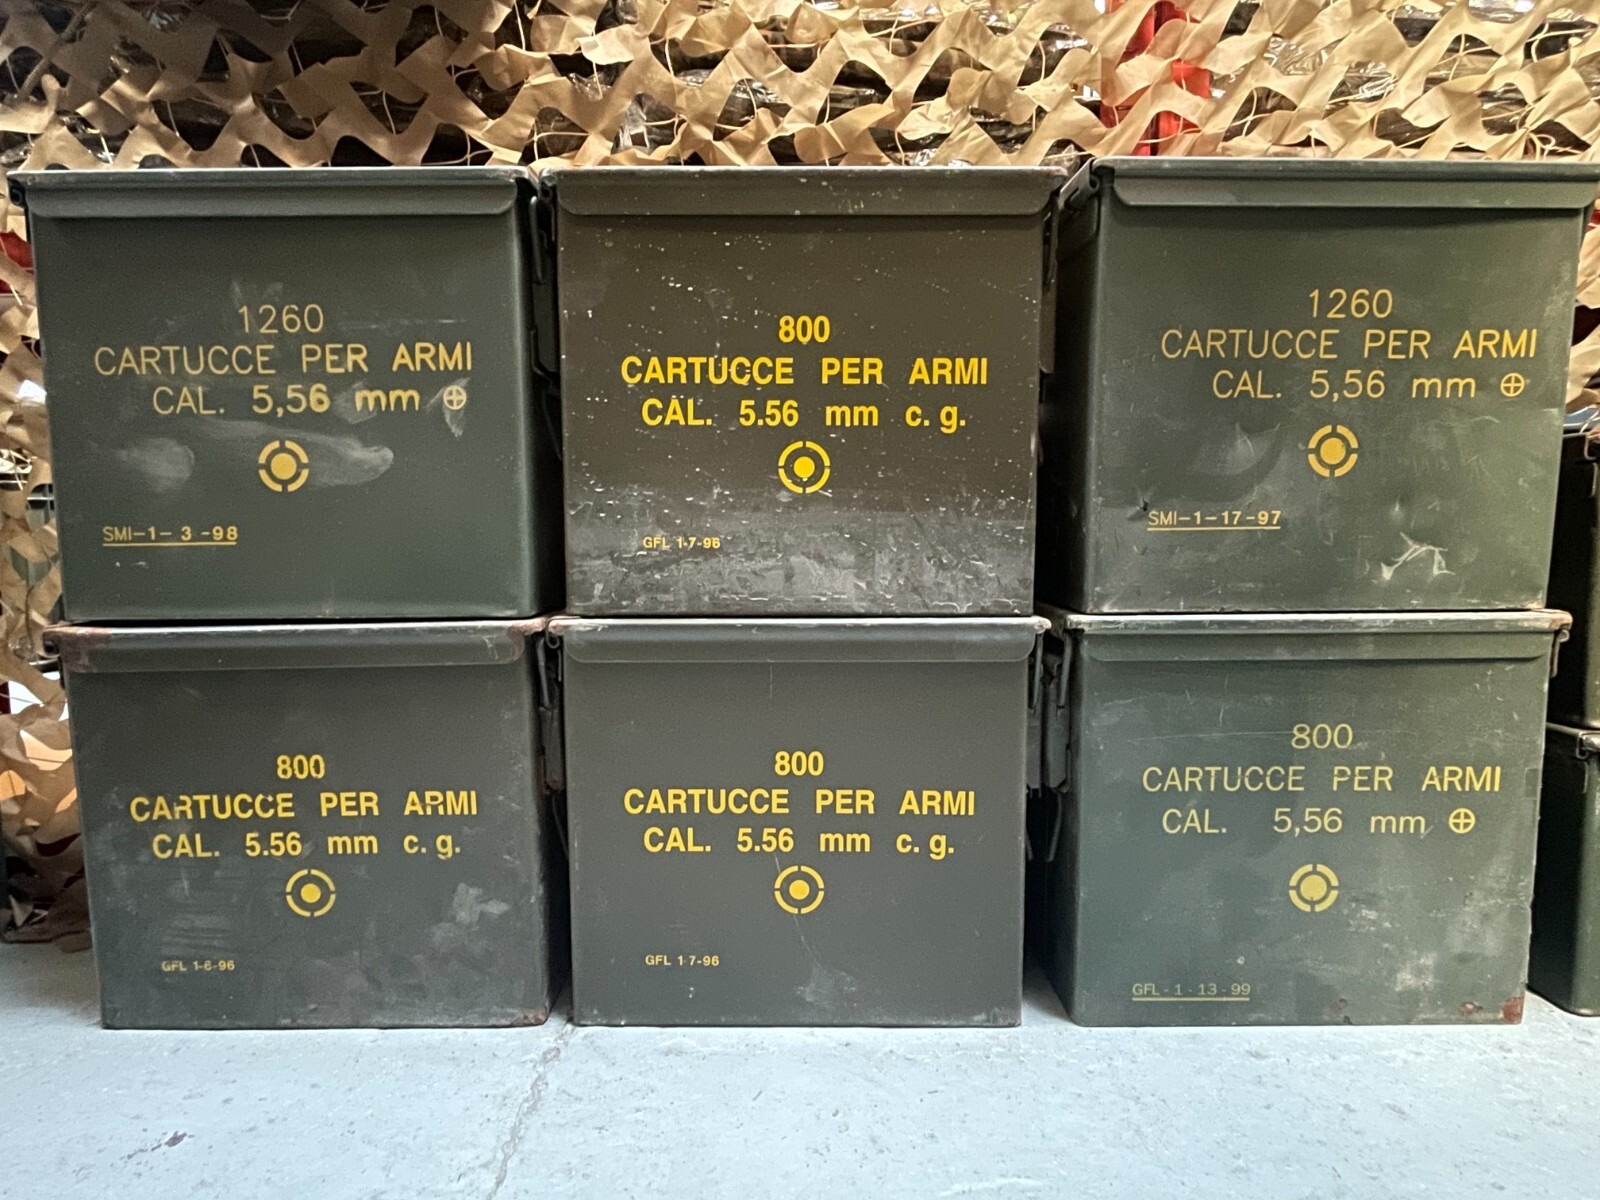 1260
CARTUCCE PER ARMI
CAL. 5,56 mm ⊕
SMI-1- 3 -98
800
CARTUCCE PER ARMI
CAL. 5.56 mm c. g.
GFL 1-7-96
1260
CARTUCCE PER ARMI
CAL. 5,56 mm ⊕
SMI-1-17-97
800
CARTUCCE PER ARMI
CAL. 5.56 mm c. g.
GFL 1-6-96
800
CARTUCCE PER ARMI
CAL. 5.56 mm c. g.
GFL 1 7-96
800
CARTUCCE PER ARMI
CAL. 5,56 mm ⊕
GFL - 1 - 13 - 99